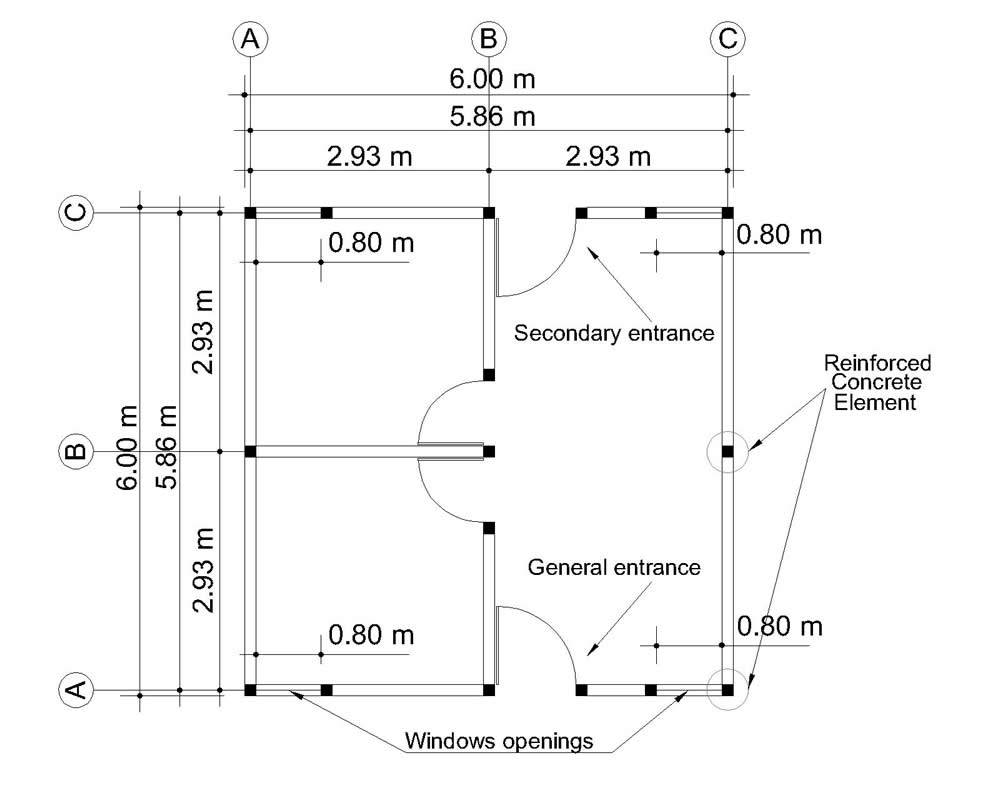 A
B
C
6.00 m
5.86 m
2.93 m
2.93 m
C
0.80 m
0.80 m
2.93 m
Secondary entrance
Reinforced
Concrete
Element
B
6.00 m
5.86 m
2.93 m
General entrance
0.80 m
0.80 m
A
Windows openings